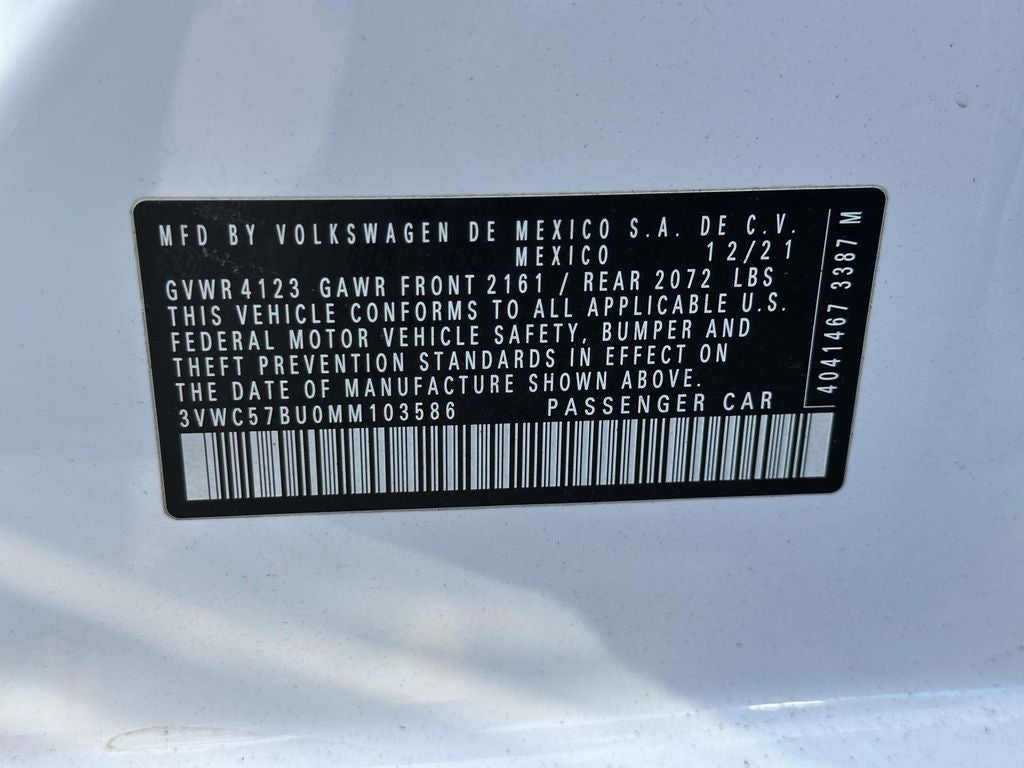 MFD BY VOLKSWAGEN DE MEXICO S.A. DE C.V.
MEXICO 12/21
GVWR 4123 GAWR FRONT 2161 / REAR 2072 LBS
THIS VEHICLE CONFORMS TO ALL APPLICABLE U.S.
FEDERAL MOTOR VEHICLE SAFETY, BUMPER AND
THEFT PREVENTION STANDARDS IN EFFECT ON
THE DATE OF MANUFACTURE SHOWN ABOVE.
3VWC57BU0MM103586 PASSENGER CAR
4041467 3387 M